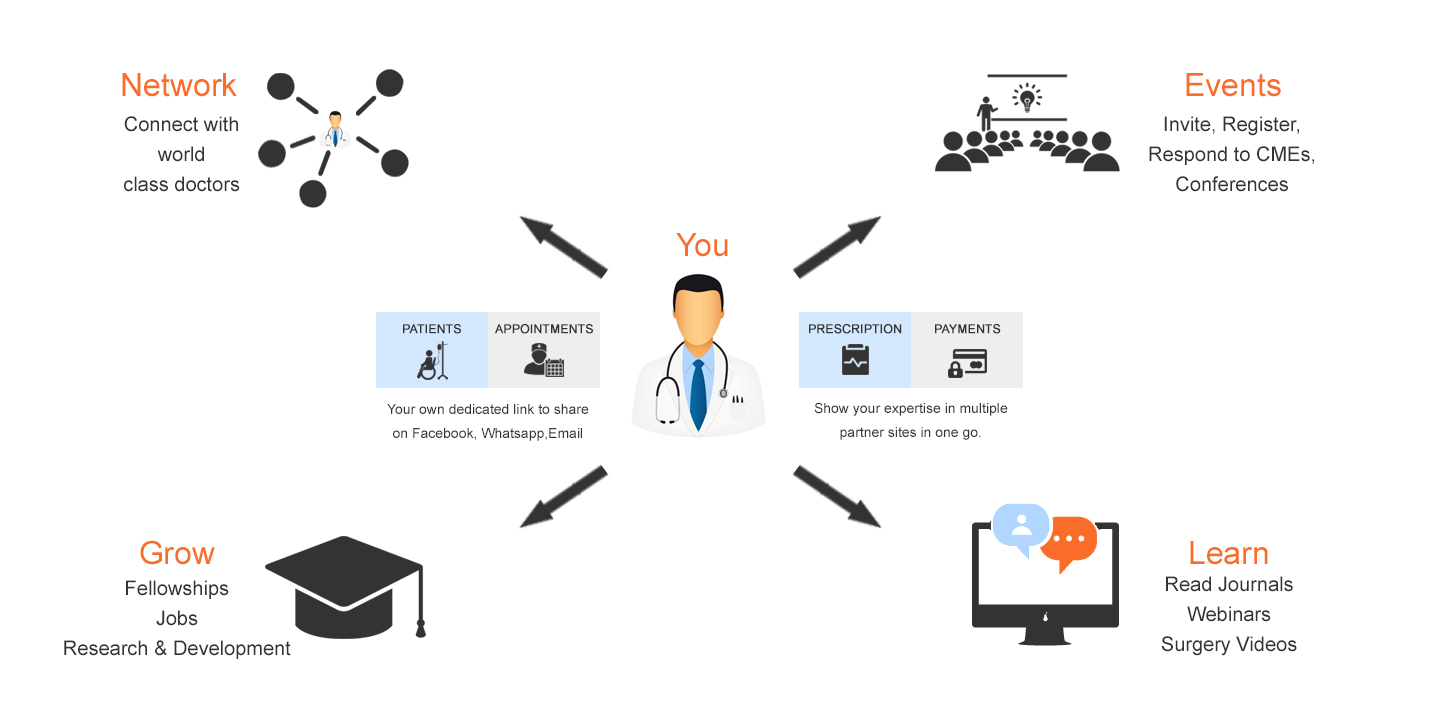 Network
Connect with
world
class doctors
Events
Invite, Register,
Respond to CMEs,
Conferences
You
PATIENTS
APPOINTMENTS
Your own dedicated link to share
on Facebook, Whatsapp,Email
PRESCRIPTION
PAYMENTS
Show your expertise in multiple
partner sites in one go.
Grow
Fellowships
Jobs
Research & Development
Learn
Read Journals
Webinars
Surgery Videos